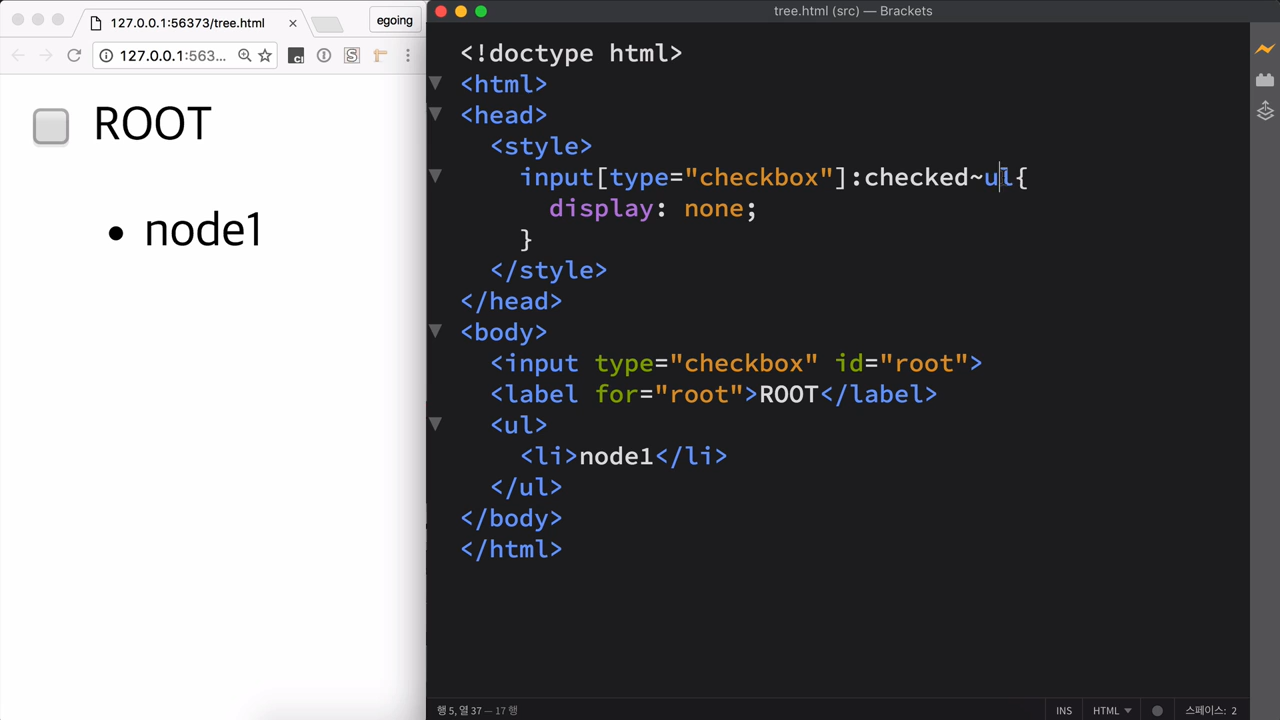 127.0.0.1:56373/tree.html
egoing
127.0.0.1:563...
ROOT
node1
tree.html (src) — Brackets
<!doctype html>
<html>
<head>
<style>
input[type="checkbox"]:checked~ul{
display: none;
}
</style>
</head>
<body>
<input type="checkbox" id="root">
<label for="root">ROOT</label>
<ul>
<li>node1</li>
</ul>
</body>
</html>
행 5, 열 37 — 17 행
INS
HTML
스페이스: 2